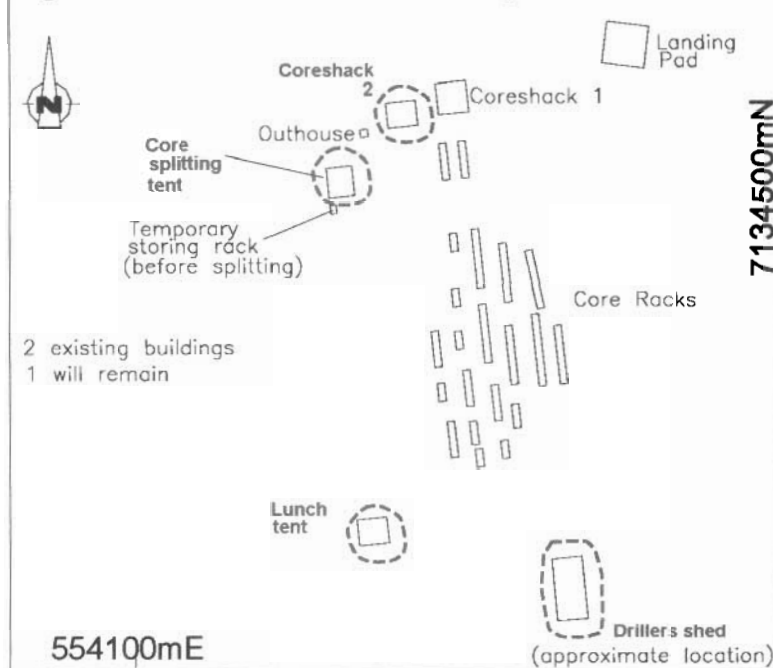 Landing
Pad
Coreshack
2
Coreshack 1
N
Outhouse
Core
splitting
tent
Temporary
storing rack
(before splitting)
7134500mN
Core Racks
2 existing buildings
1 will remain
Lunch
tent
Drillers shed
(approximate location)
554100mE